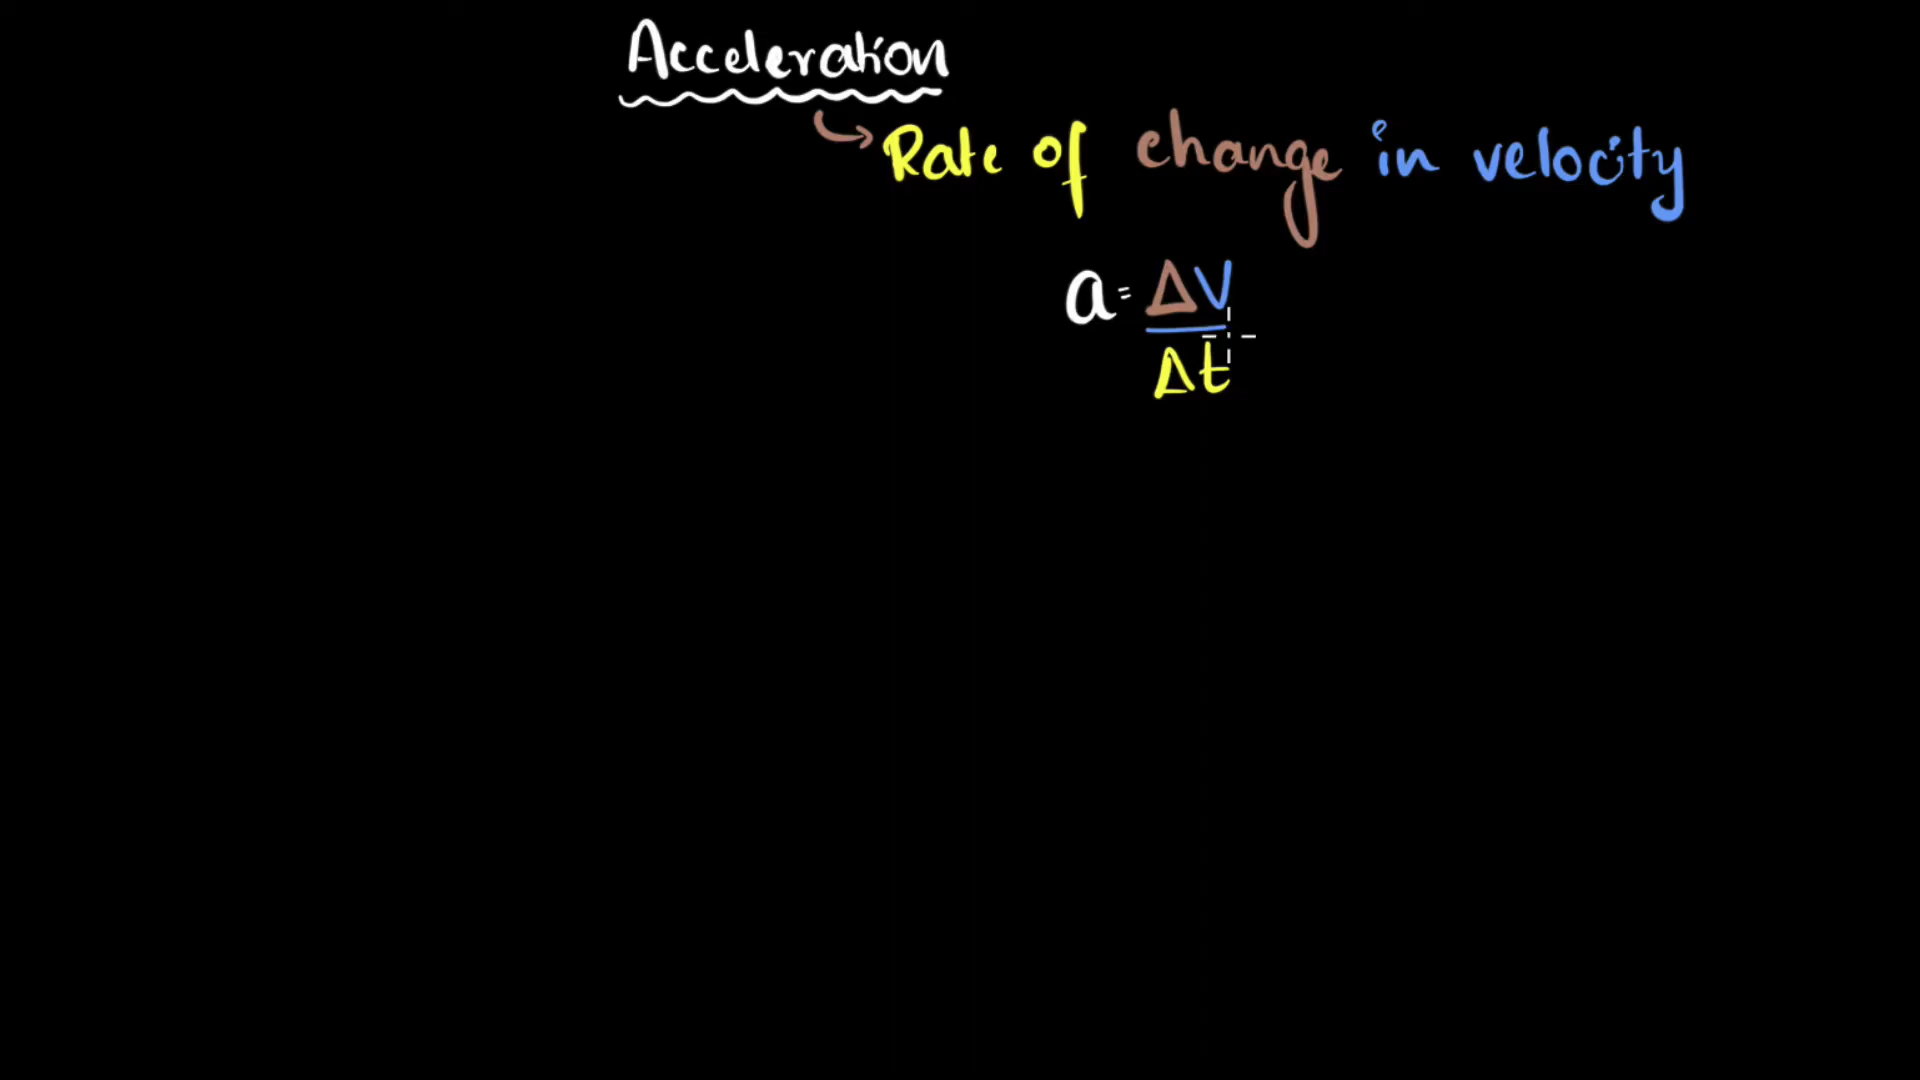 Acceleration
Rate of change in velocity
a = Δv
Δt